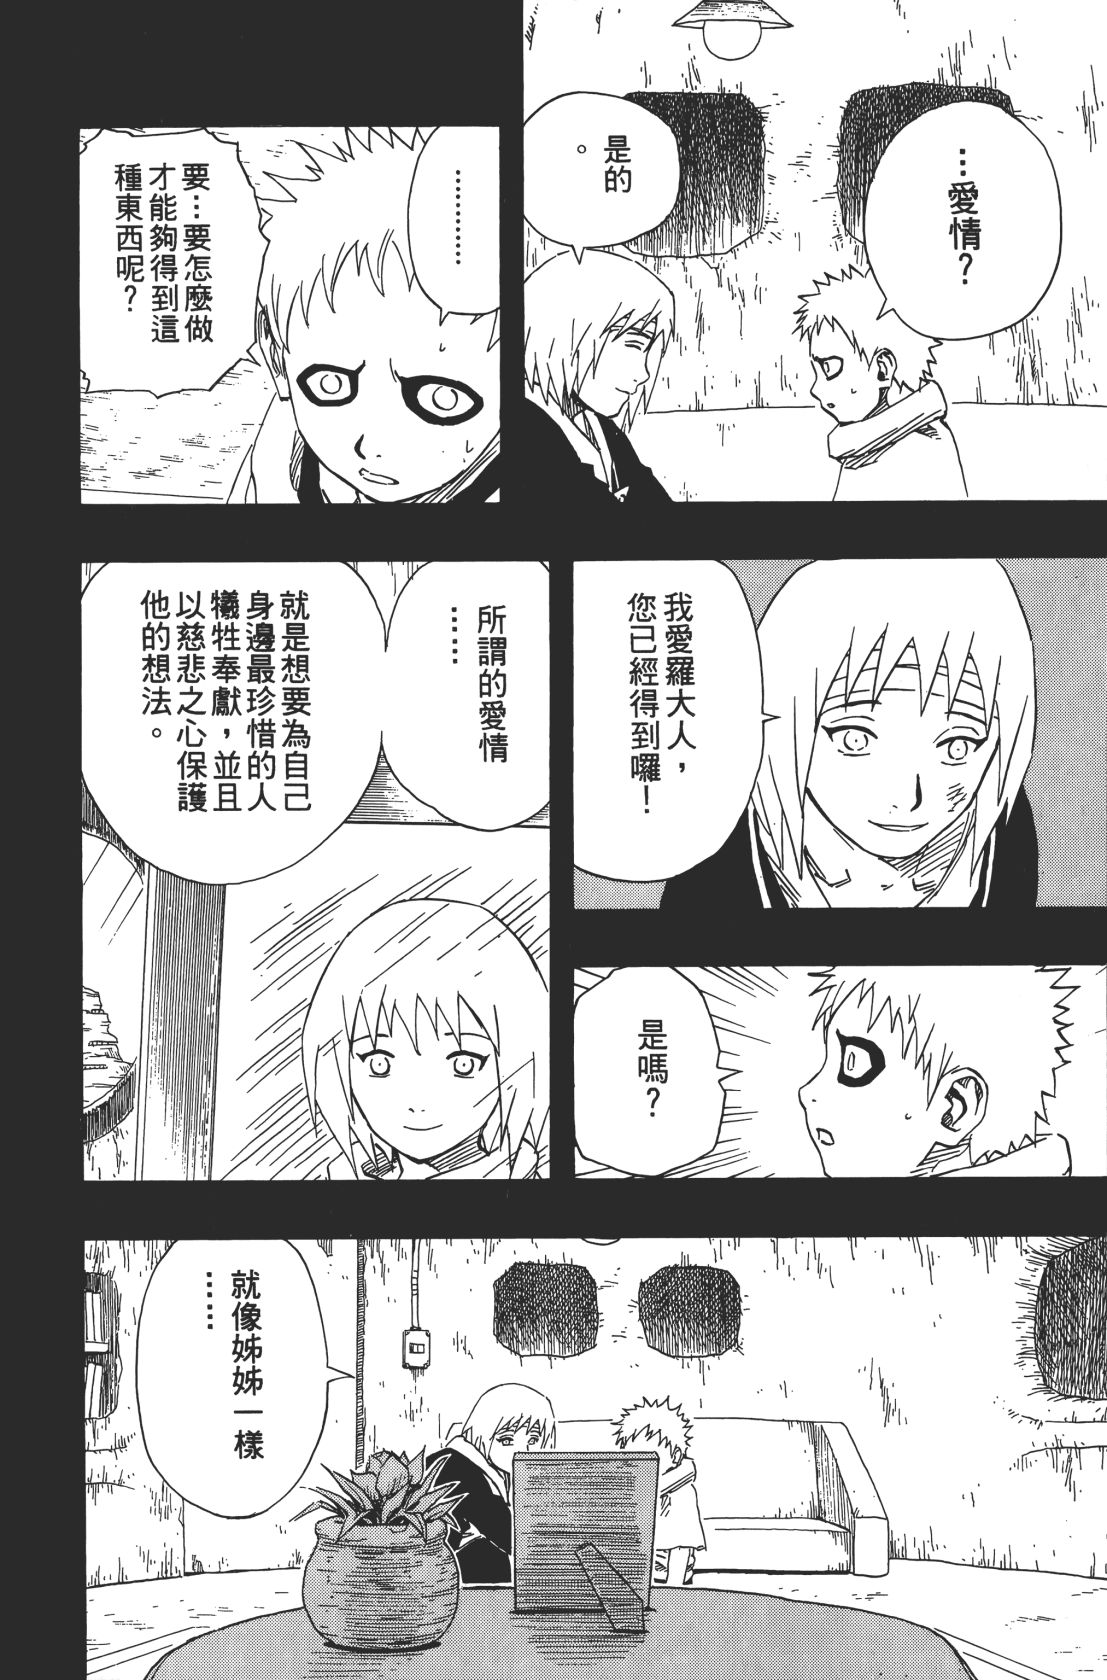 …愛情?
是的
。
………
要…要怎麼做
才能夠得到這
種東西呢?
我愛羅大人,
您已經得到囉!
是嗎?
所謂的愛情
……
就是想要為自己
身邊最珍惜的人
犧牲奉獻,並且
以慈悲之心保護
他的想法。
就像姊姊一樣
……